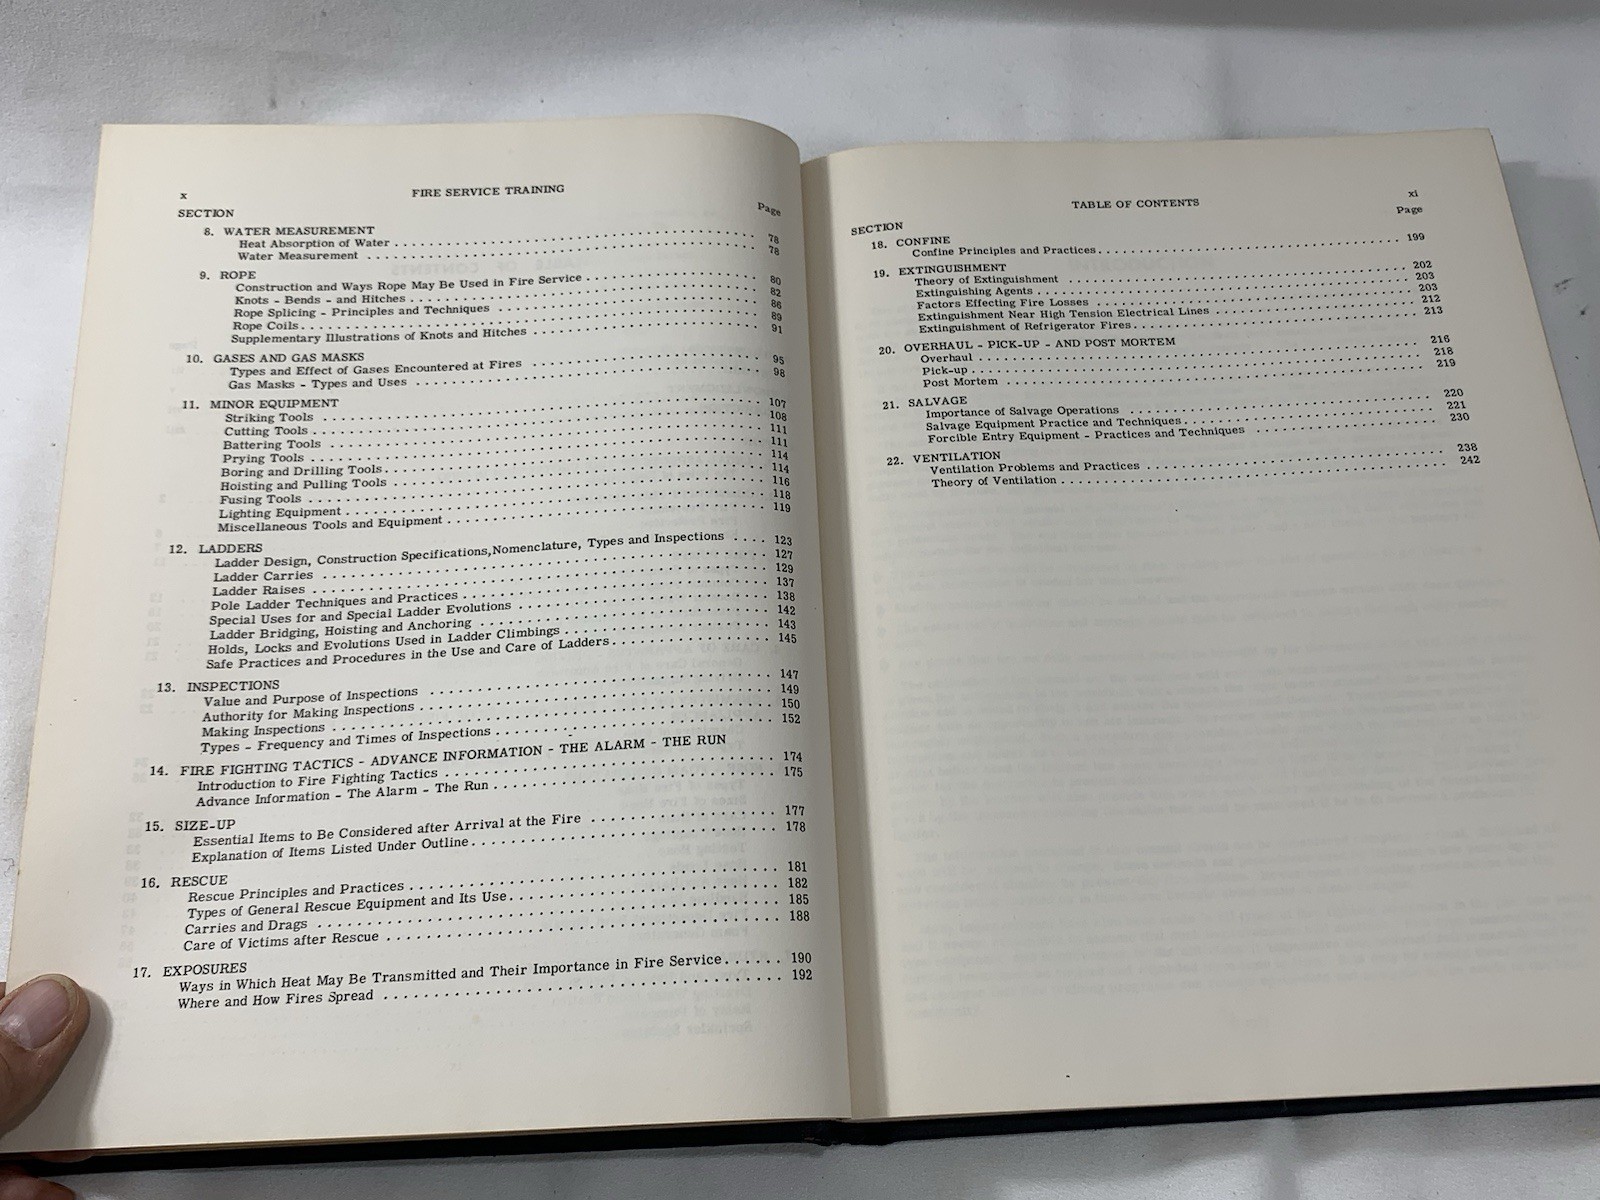 x
FIRE SERVICE TRAINING
SECTION Page
8. WATER MEASUREMENT
Heat Absorption of Water 78
Water Measurement 78
9. ROPE
Construction and Ways Rope May Be Used in Fire Service 80
Knots - Bends - and Hitches 82
Rope Splicing - Principles and Techniques 86
Rope Coils 89
Supplementary Illustrations of Knots and Hitches 91
10. GASES AND GAS MASKS
Types and Effect of Gases Encountered at Fires 95
Gas Masks - Types and Uses 98
11. MINOR EQUIPMENT
Striking Tools 107
Cutting Tools 108
Battering Tools 111
Prying Tools 111
Boring and Drilling Tools 114
Hoisting and Pulling Tools 114
Fusing Tools 116
Lighting Equipment 118
Miscellaneous Tools and Equipment 119
12. LADDERS
Ladder Design, Construction Specifications, Nomenclature, Types and Inspections 123
Ladder Carries 127
Ladder Raises 129
Pole Ladder Techniques and Practices 137
Special Uses for and Special Ladder Evolutions 138
Ladder Bridging, Hoisting and Anchoring 142
Holds, Locks and Evolutions Used in Ladder Climbings 143
Safe Practices and Procedures in the Use and Care of Ladders 145
13. INSPECTIONS
Value and Purpose of Inspections 147
Authority for Making Inspections 149
Making Inspections 150
Types - Frequency and Times of Inspections 152
14. FIRE FIGHTING TACTICS - ADVANCE INFORMATION - THE ALARM - THE RUN
Introduction to Fire Fighting Tactics 174
Advance Information - The Alarm - The Run 175
15. SIZE-UP
Essential Items to Be Considered after Arrival at the Fire 177
Explanation of Items Listed Under Outline 178
16. RESCUE
Rescue Principles and Practices 181
Types of General Rescue Equipment and Its Use 182
Carries and Drags 185
Care of Victims after Rescue 188
17. EXPOSURES
Ways in Which Heat May Be Transmitted and Their Importance in Fire Service 190
Where and How Fires Spread 192
TABLE OF CONTENTS
xi
SECTION Page
18. CONFINE
Confine Principles and Practices 199
19. EXTINGUISHMENT
Theory of Extinguishment 202
Extinguishing Agents 203
Factors Effecting Fire Losses 203
Extinguishment Near High Tension Electrical Lines 212
Extinguishment of Refrigerator Fires 213
20. OVERHAUL - PICK-UP - AND POST MORTEM
Overhaul 216
Pick-up 218
Post Mortem 219
21. SALVAGE
Importance of Salvage Operations 220
Salvage Equipment Practice and Techniques 221
Forcible Entry Equipment - Practices and Techniques 230
22. VENTILATION
Ventilation Problems and Practices 238
Theory of Ventilation 242